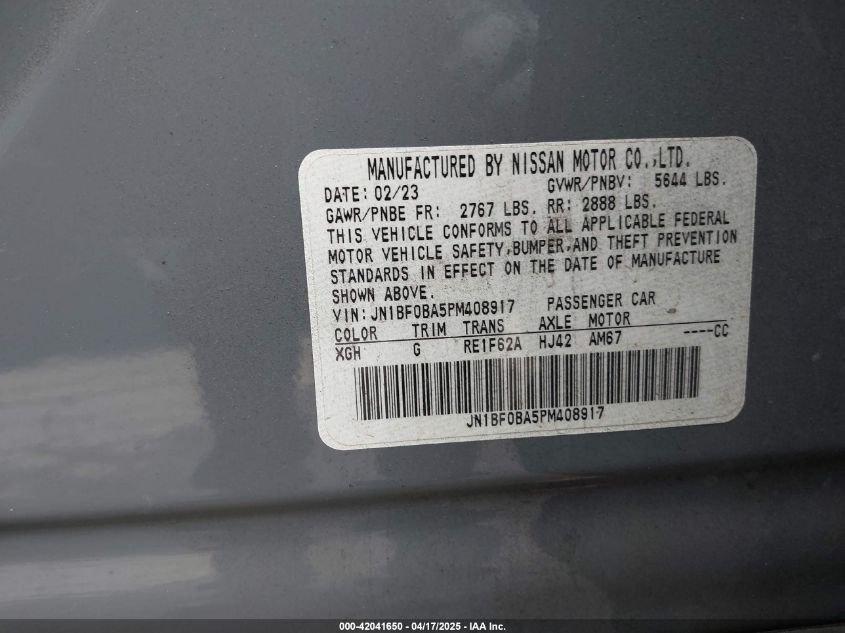 MANUFACTURED BY NISSAN MOTOR CO.,LTD.
DATE: 02/23 GVWR/PNBV: 5644 LBS.
GAWR/PNBE FR: 2767 LBS. RR: 2888 LBS.
THIS VEHICLE CONFORMS TO ALL APPLICABLE FEDERAL
MOTOR VEHICLE SAFETY,BUMPER,AND THEFT PREVENTION
STANDARDS IN EFFECT ON THE DATE OF MANUFACTURE
SHOWN ABOVE.
VIN:JN1BF0BA5PM408917 PASSENGER CAR
COLOR TRIM TRANS AXLE MOTOR
XGH G RE1F62A HJ42 AM67 ----CC
JN1BF0BA5PM408917
000-42041650 - 04/17/2025 - IAA Inc.